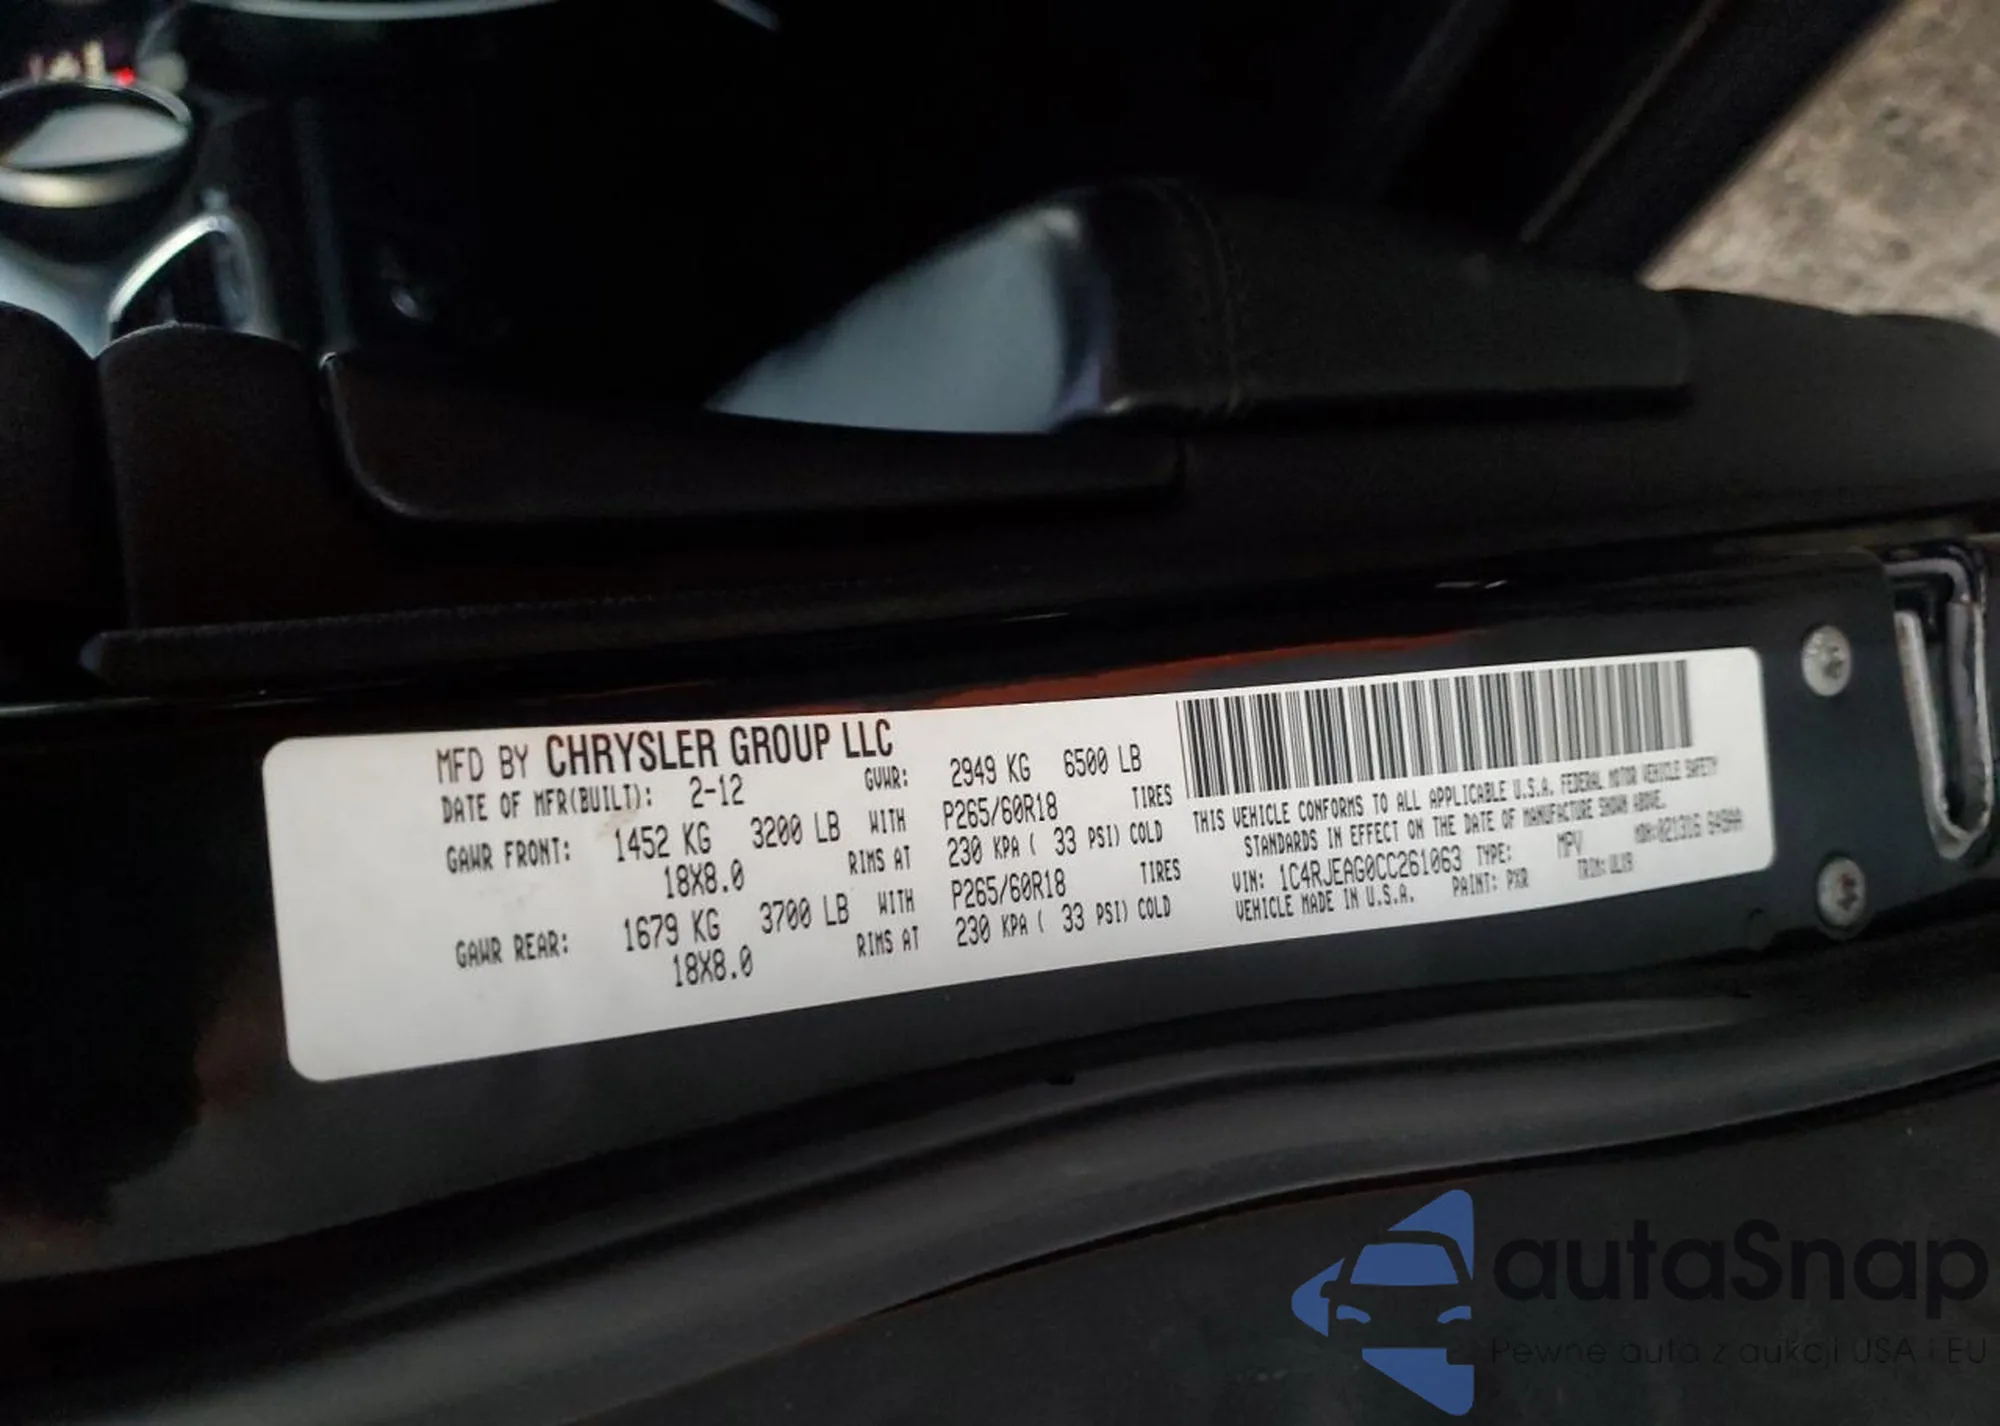 MFD BY CHRYSLER GROUP LLC
DATE OF MFR(BUILT): 2-12 GVWR: 2949 KG 6500 LB
GAWR FRONT: 1452 KG 3200 LB WITH P265/60R18 TIRES
18X8.0 RIMS AT 230 KPA ( 33 PSI) COLD
GAWR REAR: 1679 KG 3700 LB WITH P265/60R18 TIRES
18X8.0 RIMS AT 230 KPA ( 33 PSI) COLD
THIS VEHICLE CONFORMS TO ALL APPLICABLE U.S.A. FEDERAL MOTOR VEHICLE SAFETY
STANDARDS IN EFFECT ON THE DATE OF MANUFACTURE SHOWN ABOVE.
VIN: 1C4RJEAG0CC261063 TYPE: MPV MDH:
VEHICLE MADE IN U.S.A. PAINT: PXR TRIM:
autaSnap
Pewne auta z aukcji USA i EU